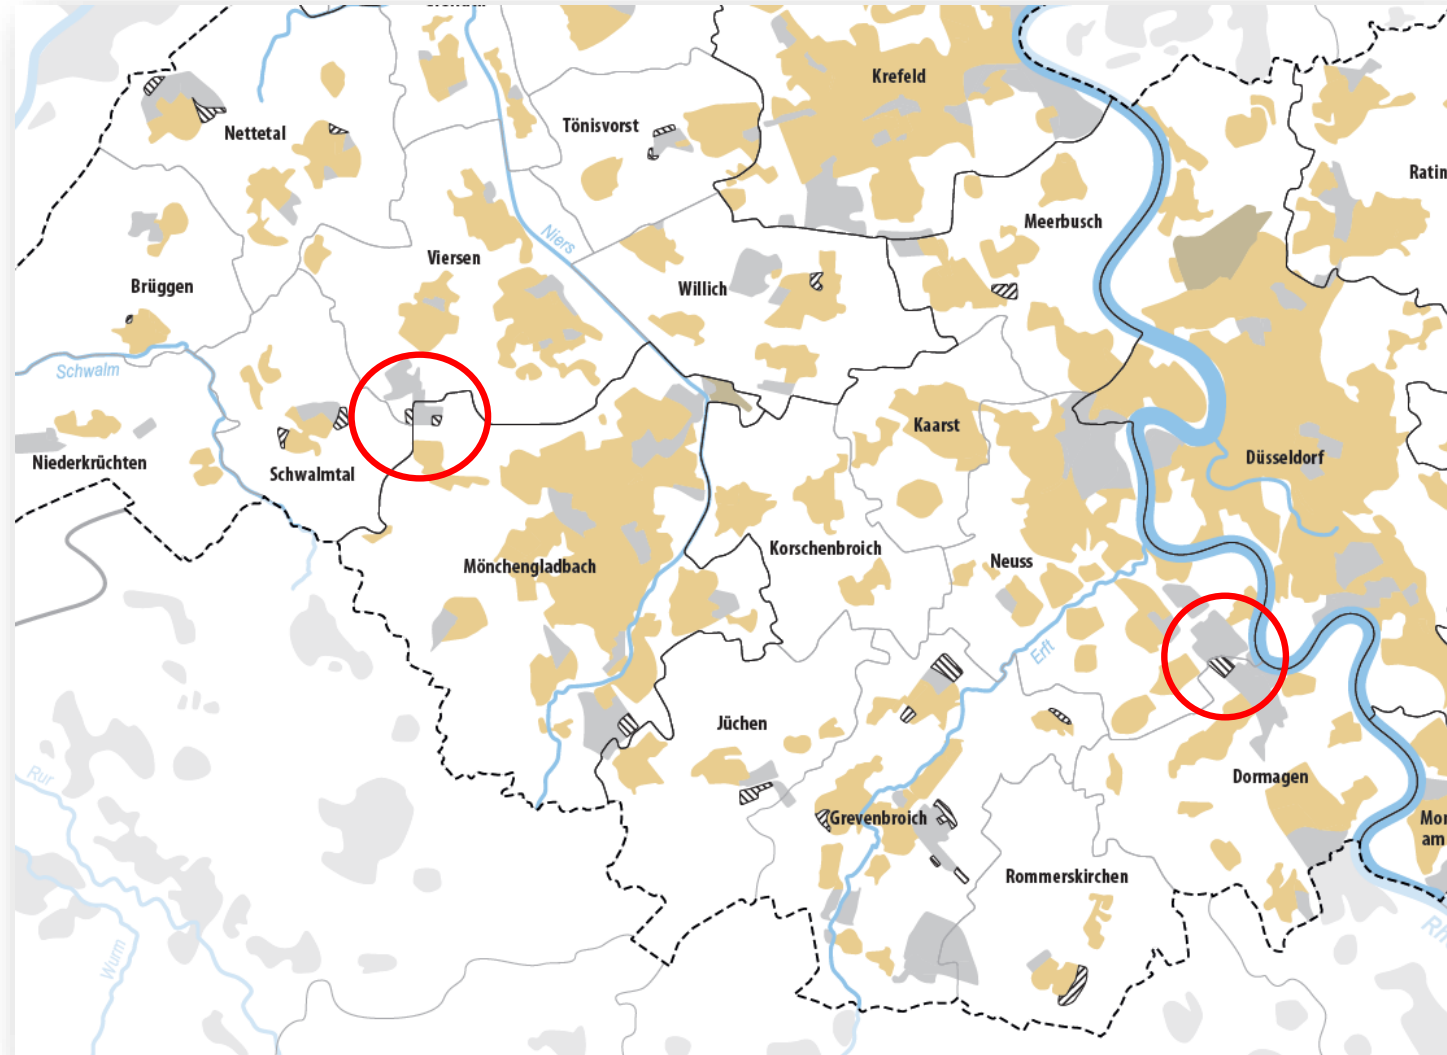 Krefeld
Tönisvorst
Nettetal
Ratin
Meerbusch
Niers
Viersen
Willich
Brüggen
Schwalm
Kaarst
Düsseldorf
Niederkrüchten
Schwalmtal
Korschenbroich
Neuss
Mönchengladbach
Erft
Jüchen
Rur
Dormagen
Grevenbroich
Mon
am
Rommerskirchen
Wurm